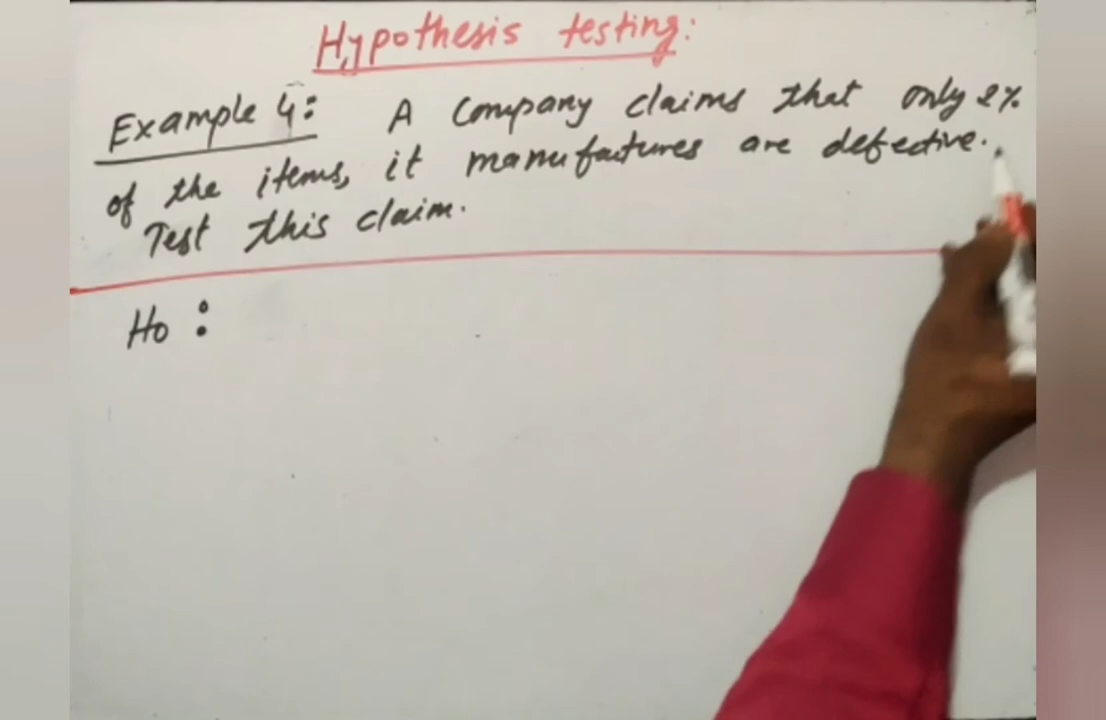 Hypothesis testing:
Example 4: A Company claims that only 2%
of the items, it manufactures are defective.
Test this claim.
Ho :